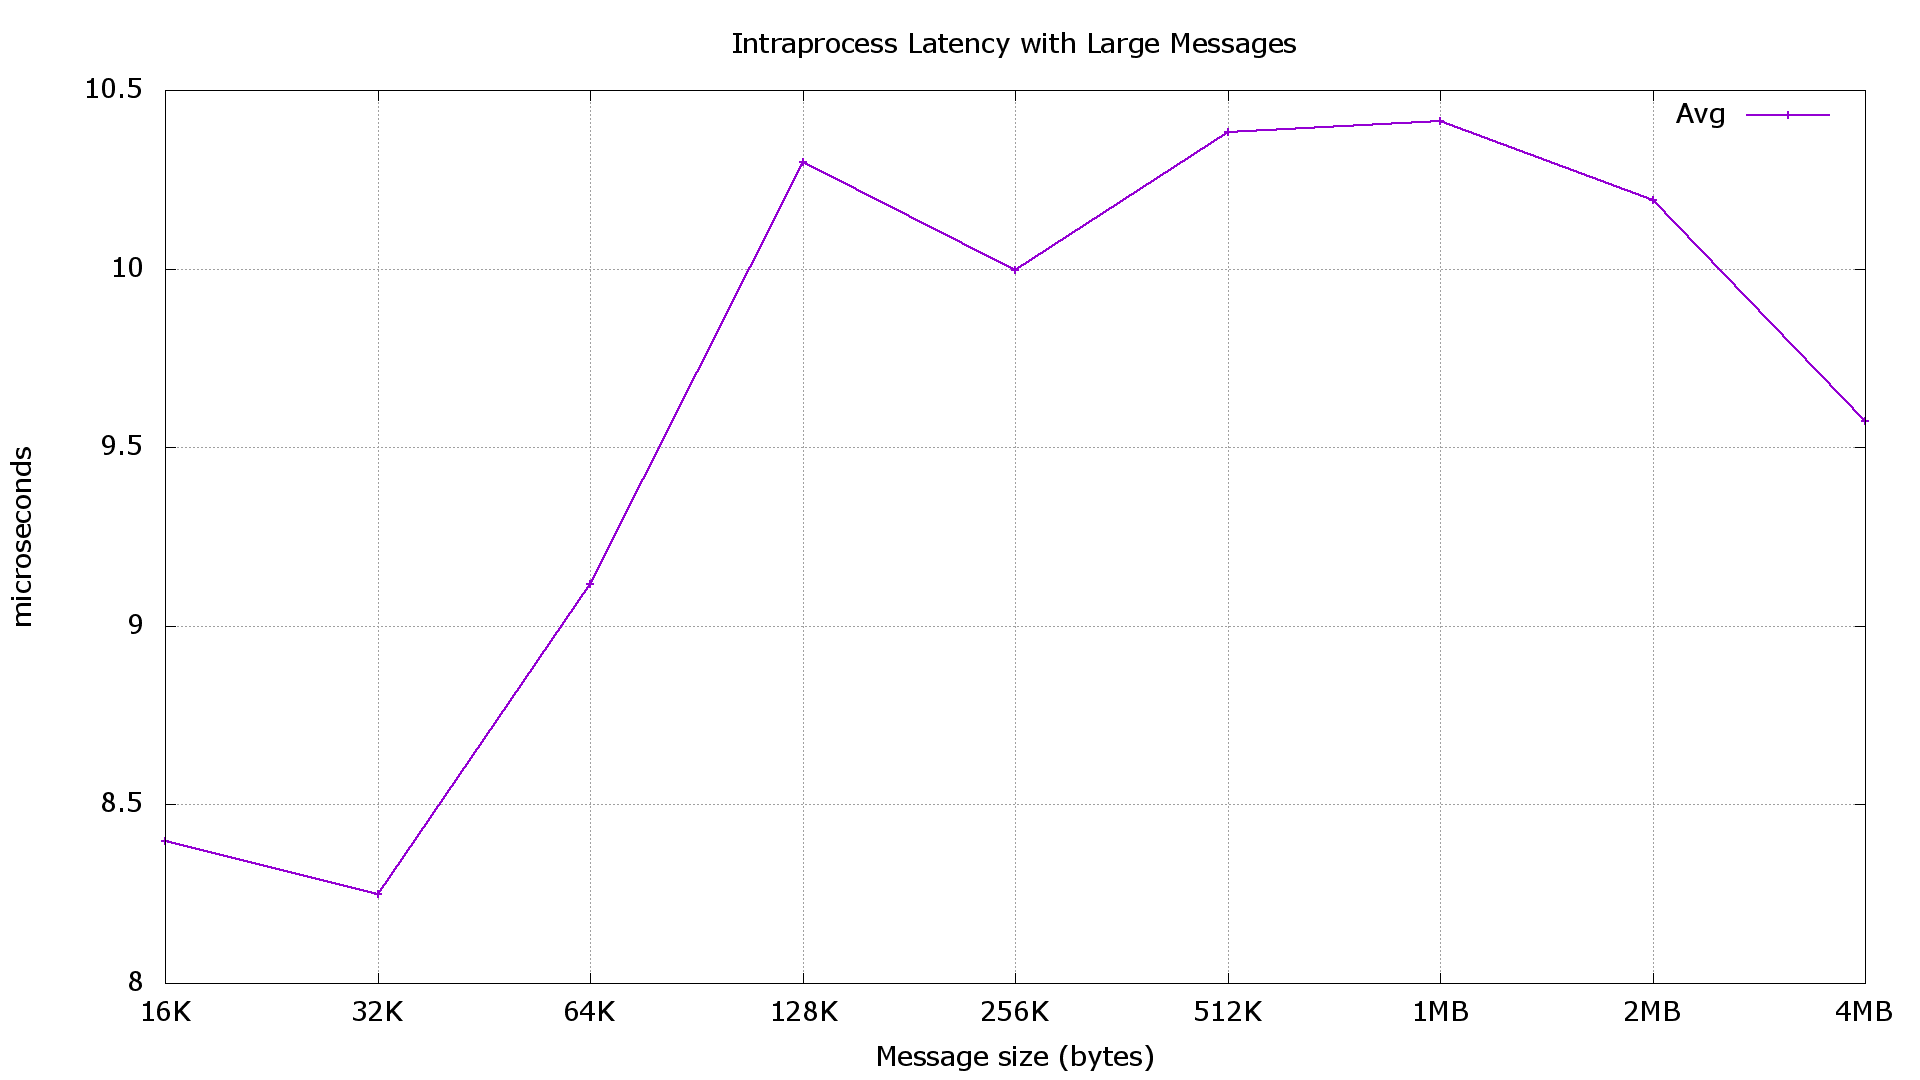 Intraprocess Latency with Large Messages
Avg
10.5
10
9.5
9
8.5
8
microseconds
16K 32K 64K 128K 256K 512K 1MB 2MB 4MB
Message size (bytes)